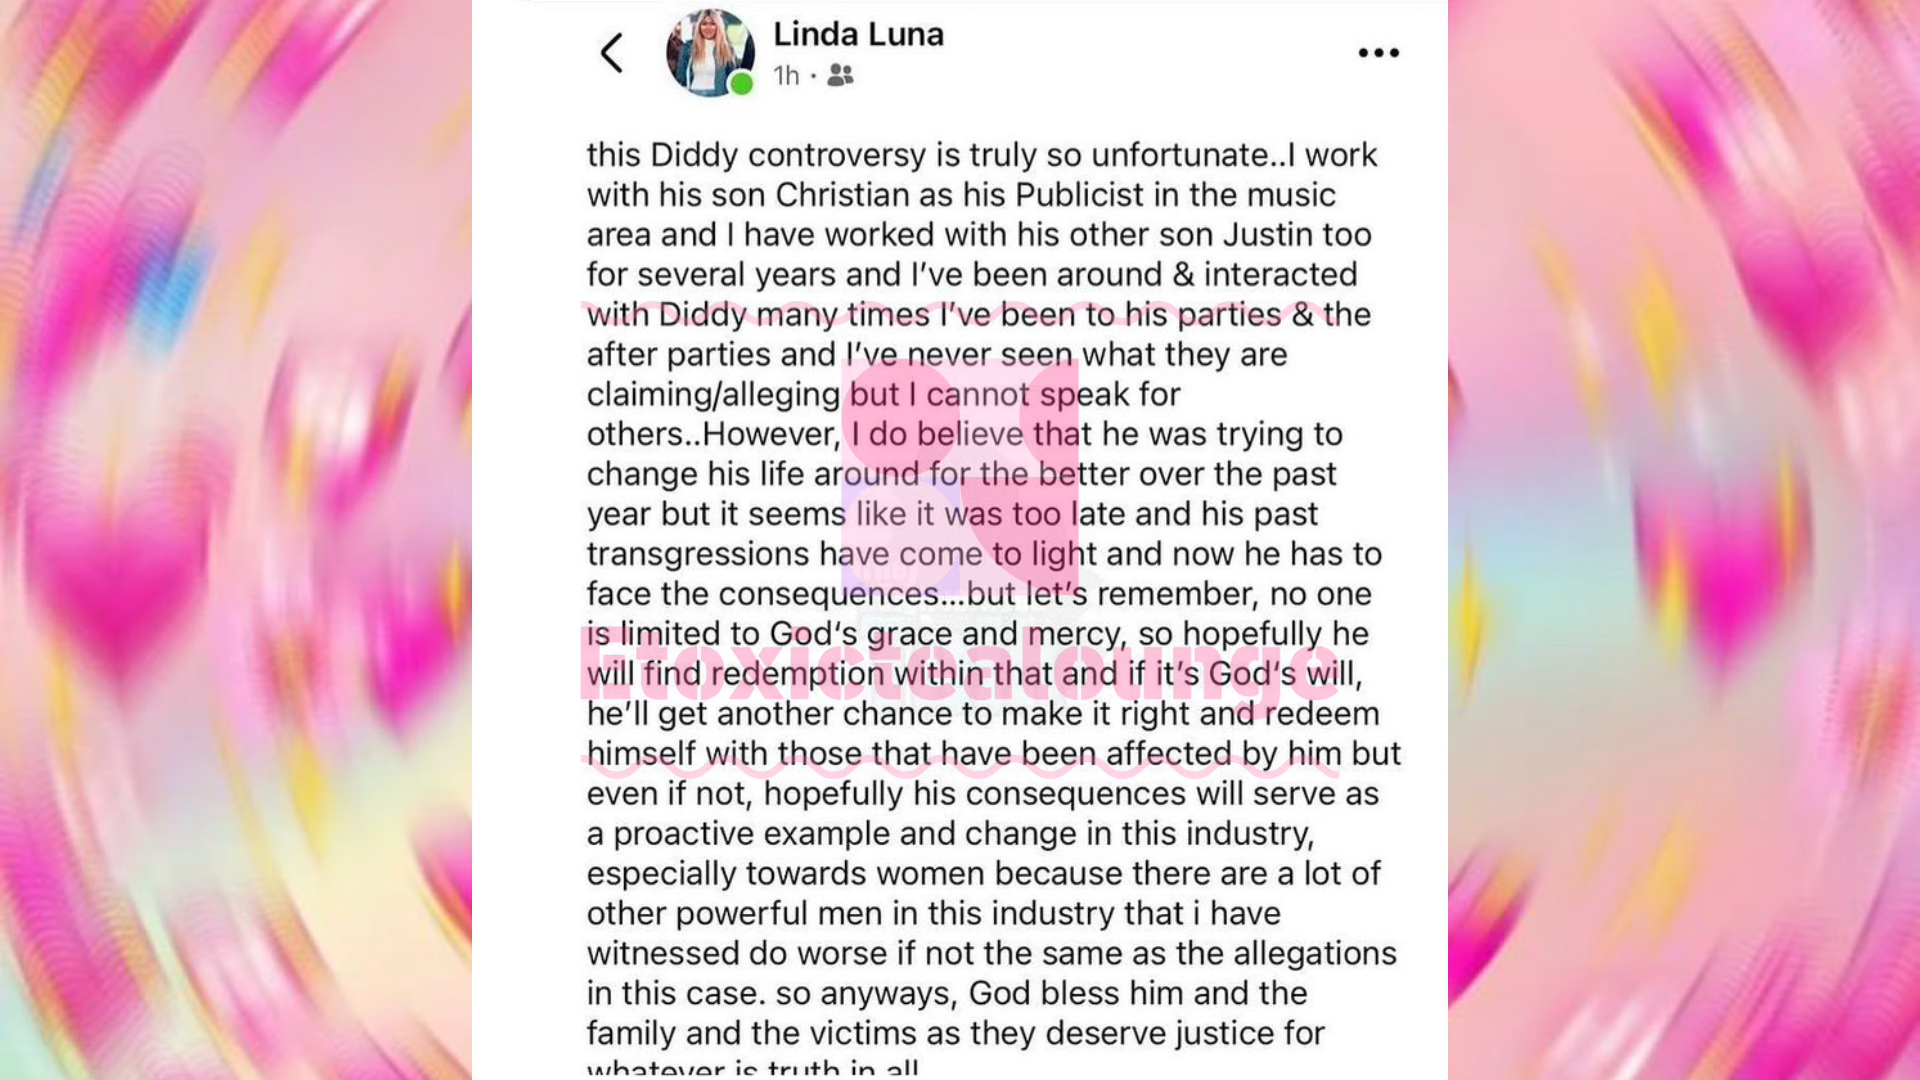 Linda Luna
1h ·
this Diddy controversy is truly so unfortunate..I work
with his son Christian as his Publicist in the music
area and I have worked with his other son Justin too
for several years and I've been around & interacted
with Diddy many times I've been to his parties & the
after parties and I've never seen what they are
claiming/alleging but I cannot speak for
others..However, I do believe that he was trying to
change his life around for the better over the past
year but it seems like it was too late and his past
transgressions have come to light and now he has to
face the consequences...but let's remember, no one
is limited to God's grace and mercy, so hopefully he
will find redemption within that and if it's God's will,
he'll get another chance to make it right and redeem
himself with those that have been affected by him but
even if not, hopefully his consequences will serve as
a proactive example and change in this industry,
especially towards women because there are a lot of
other powerful men in this industry that i have
witnessed do worse if not the same as the allegations
in this case. so anyways, God bless him and the
family and the victims as they deserve justice for
whatever is truth in all